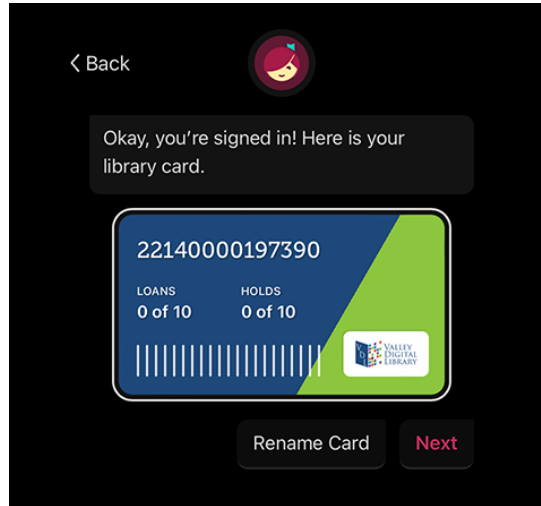 Back
Okay, you're signed in! Here is your
library card.
22140000197390
LOANS HOLDS
0 of 10 0 of 10
V D
VALLEY
DIGITAL
LIBRARY
Rename Card Next